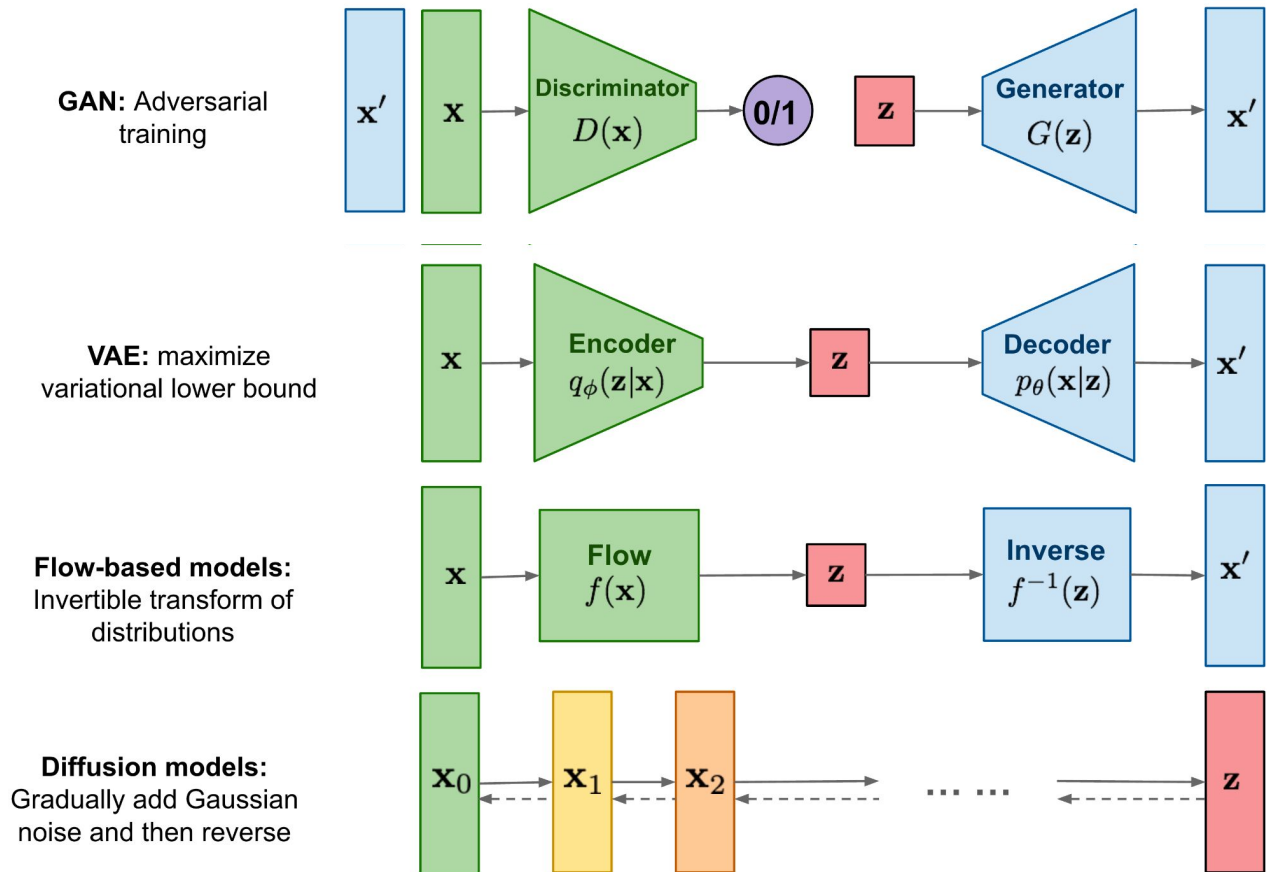 GAN: Adversarial
training
x′
x
Discriminator
D(x)
0/1
z
Generator
G(z)
x′
VAE: maximize
variational lower bound
x
Encoder
qϕ(z|x)
z
Decoder
pθ(x|z)
x′
Flow-based models:
Invertible transform of
distributions
x
Flow
f(x)
z
Inverse
f⁻¹(z)
x′
Diffusion models:
Gradually add Gaussian
noise and then reverse
x₀
x₁
x₂
... ...
z